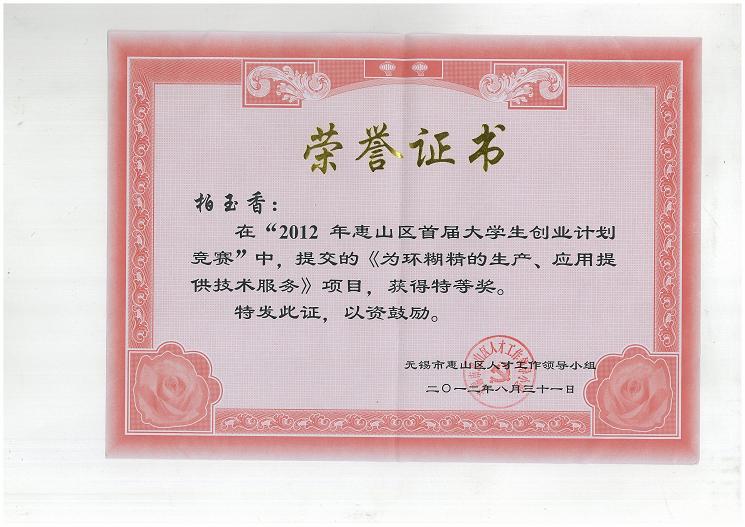 荣誉证书
柏玉香：
在“2012 年惠山区首届大学生创业计划
竞赛”中，提交的《为环糊精的生产、应用提
供技术服务》项目，获得特等奖。
特发此证，以资鼓励。
无锡市惠山区人才工作领导小组
二〇一二年八月三十一日